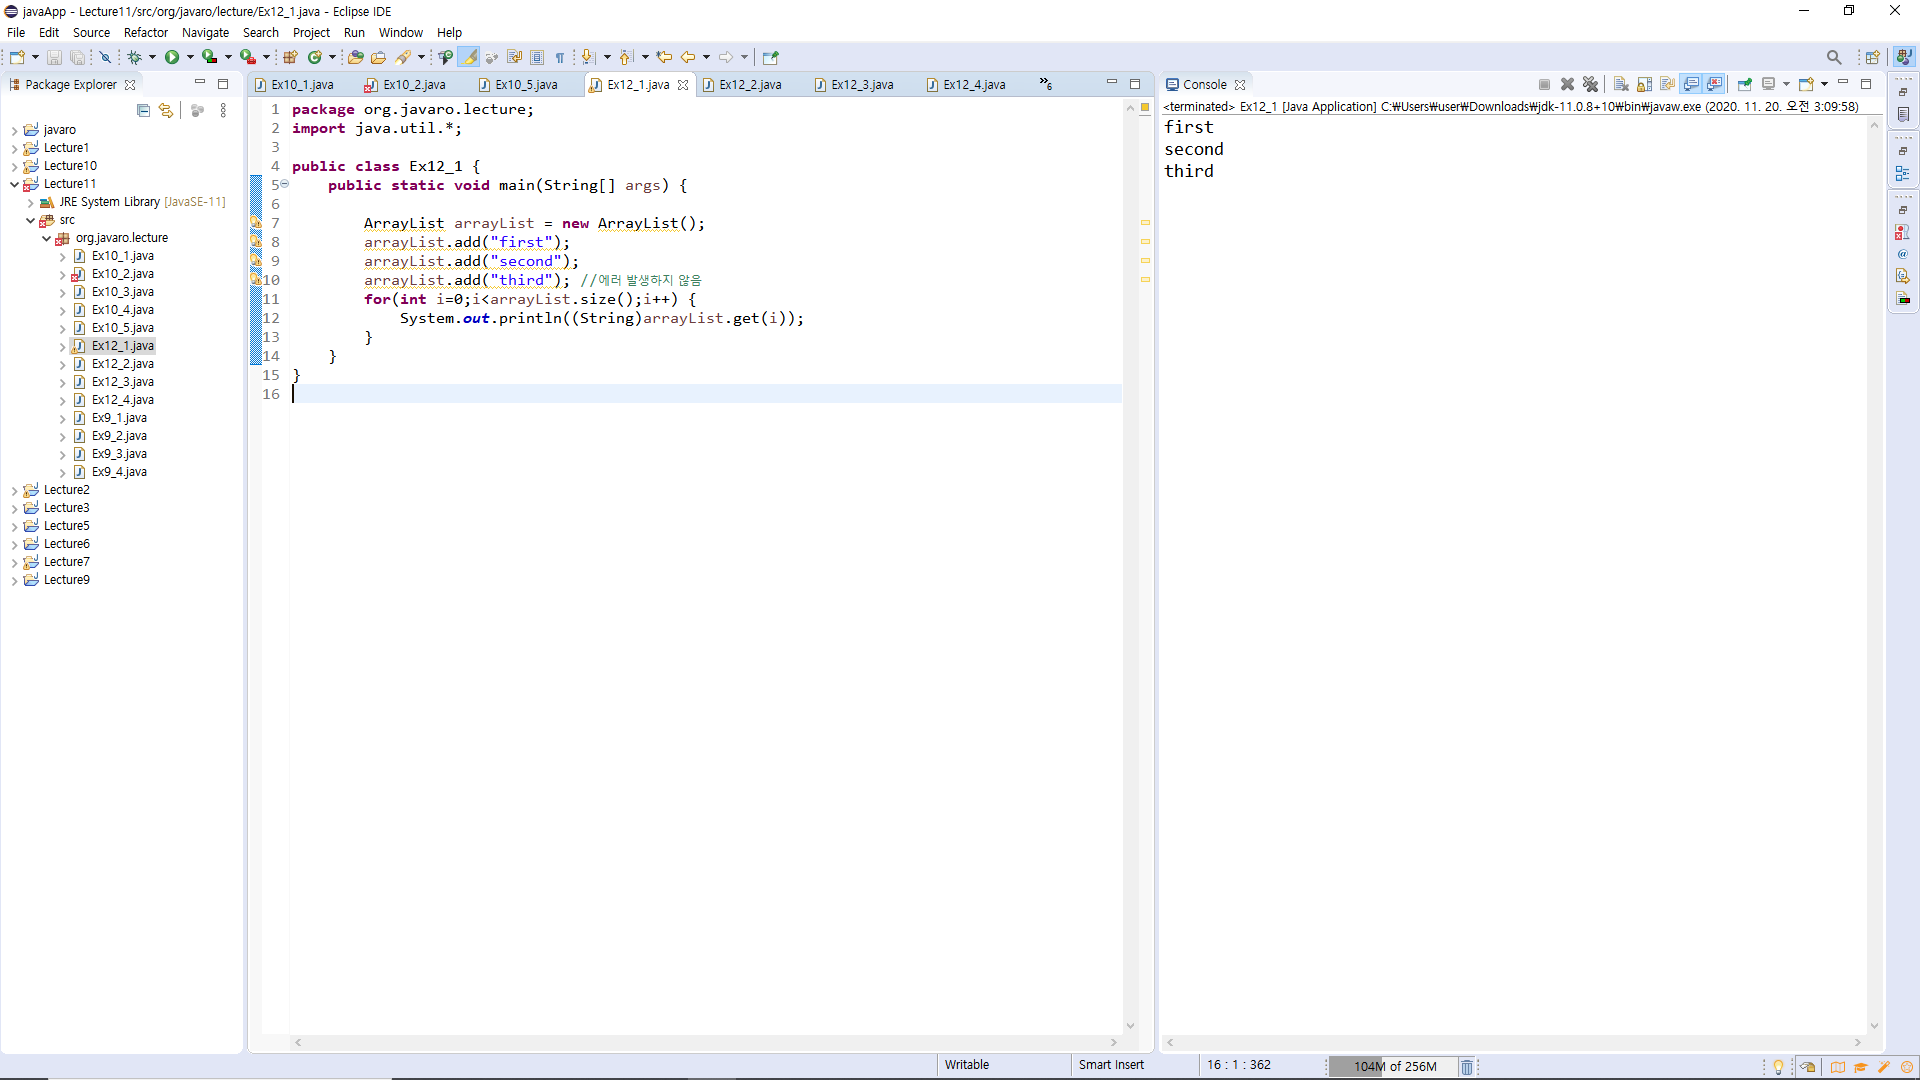 javaApp - Lecture11/src/org/javaro/lecture/Ex12_1.java - Eclipse IDE
File Edit Source Refactor Navigate Search Project Run Window Help
Package Explorer
javaro
Lecture1
Lecture10
Lecture11
JRE System Library [JavaSE-11]
src
org.javaro.lecture
Ex10_1.java
Ex10_2.java
Ex10_3.java
Ex10_4.java
Ex10_5.java
Ex12_1.java
Ex12_2.java
Ex12_3.java
Ex12_4.java
Ex9_1.java
Ex9_2.java
Ex9_3.java
Ex9_4.java
Lecture2
Lecture3
Lecture5
Lecture6
Lecture7
Lecture9
Ex10_1.java Ex10_2.java Ex10_5.java Ex12_1.java Ex12_2.java Ex12_3.java Ex12_4.java »6
1 package org.javaro.lecture;
2 import java.util.*;
3
4 public class Ex12_1 {
5 public static void main(String[] args) {
6
7 ArrayList arrayList = new ArrayList();
8 arrayList.add("first");
9 arrayList.add("second");
10 arrayList.add("third"); //에러 발생하지 않음
11 for(int i=0;i<arrayList.size();i++) {
12 System.out.println((String)arrayList.get(i));
13 }
14 }
15 }
16
Console
<terminated> Ex12_1 [Java Application] C:₩Users₩user₩Downloads₩jdk-11.0.8+10₩bin₩javaw.exe (2020. 11. 20. 오전 3:09:58)
first
second
third
Writable Smart Insert 16 : 1 : 362 104M of 256M